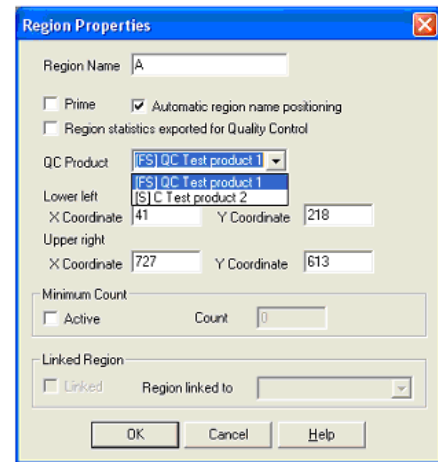 Region Properties
Region Name A
Prime Automatic region name positioning
Region statistics exported for Quality Control
QC Product [FS] QC Test product 1
[FS] QC Test product 1
[S] C Test product 2
Lower left
X Coordinate 41 Y Coordinate 218
Upper right
X Coordinate 727 Y Coordinate 613
Minimum Count
Active Count 0
Linked Region
Linked Region linked to
OK Cancel Help